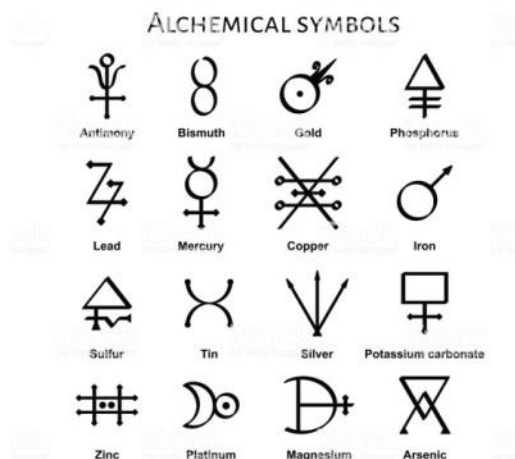 Alchemical symbols
Antimony Bismuth Gold Phosphorus
Lead Mercury Copper Iron
Sulfur Tin Silver Potassium carbonate
Zinc Platinum Magnesium Arsenic